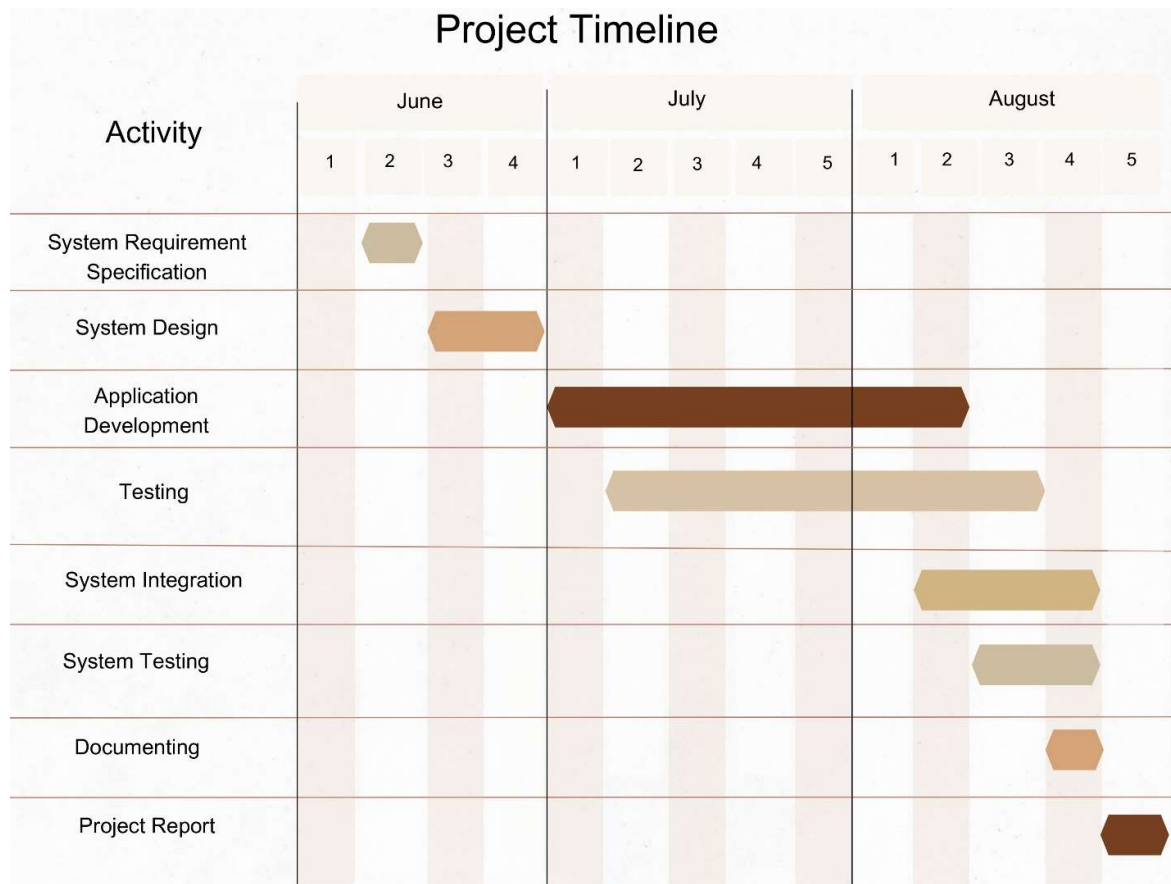 Project Timeline
Activity
June
July
August
1 2 3 4 1 2 3 4 5 1 2 3 4 5
System Requirement
Specification
System Design
Application
Development
Testing
System Integration
System Testing
Documenting
Project Report